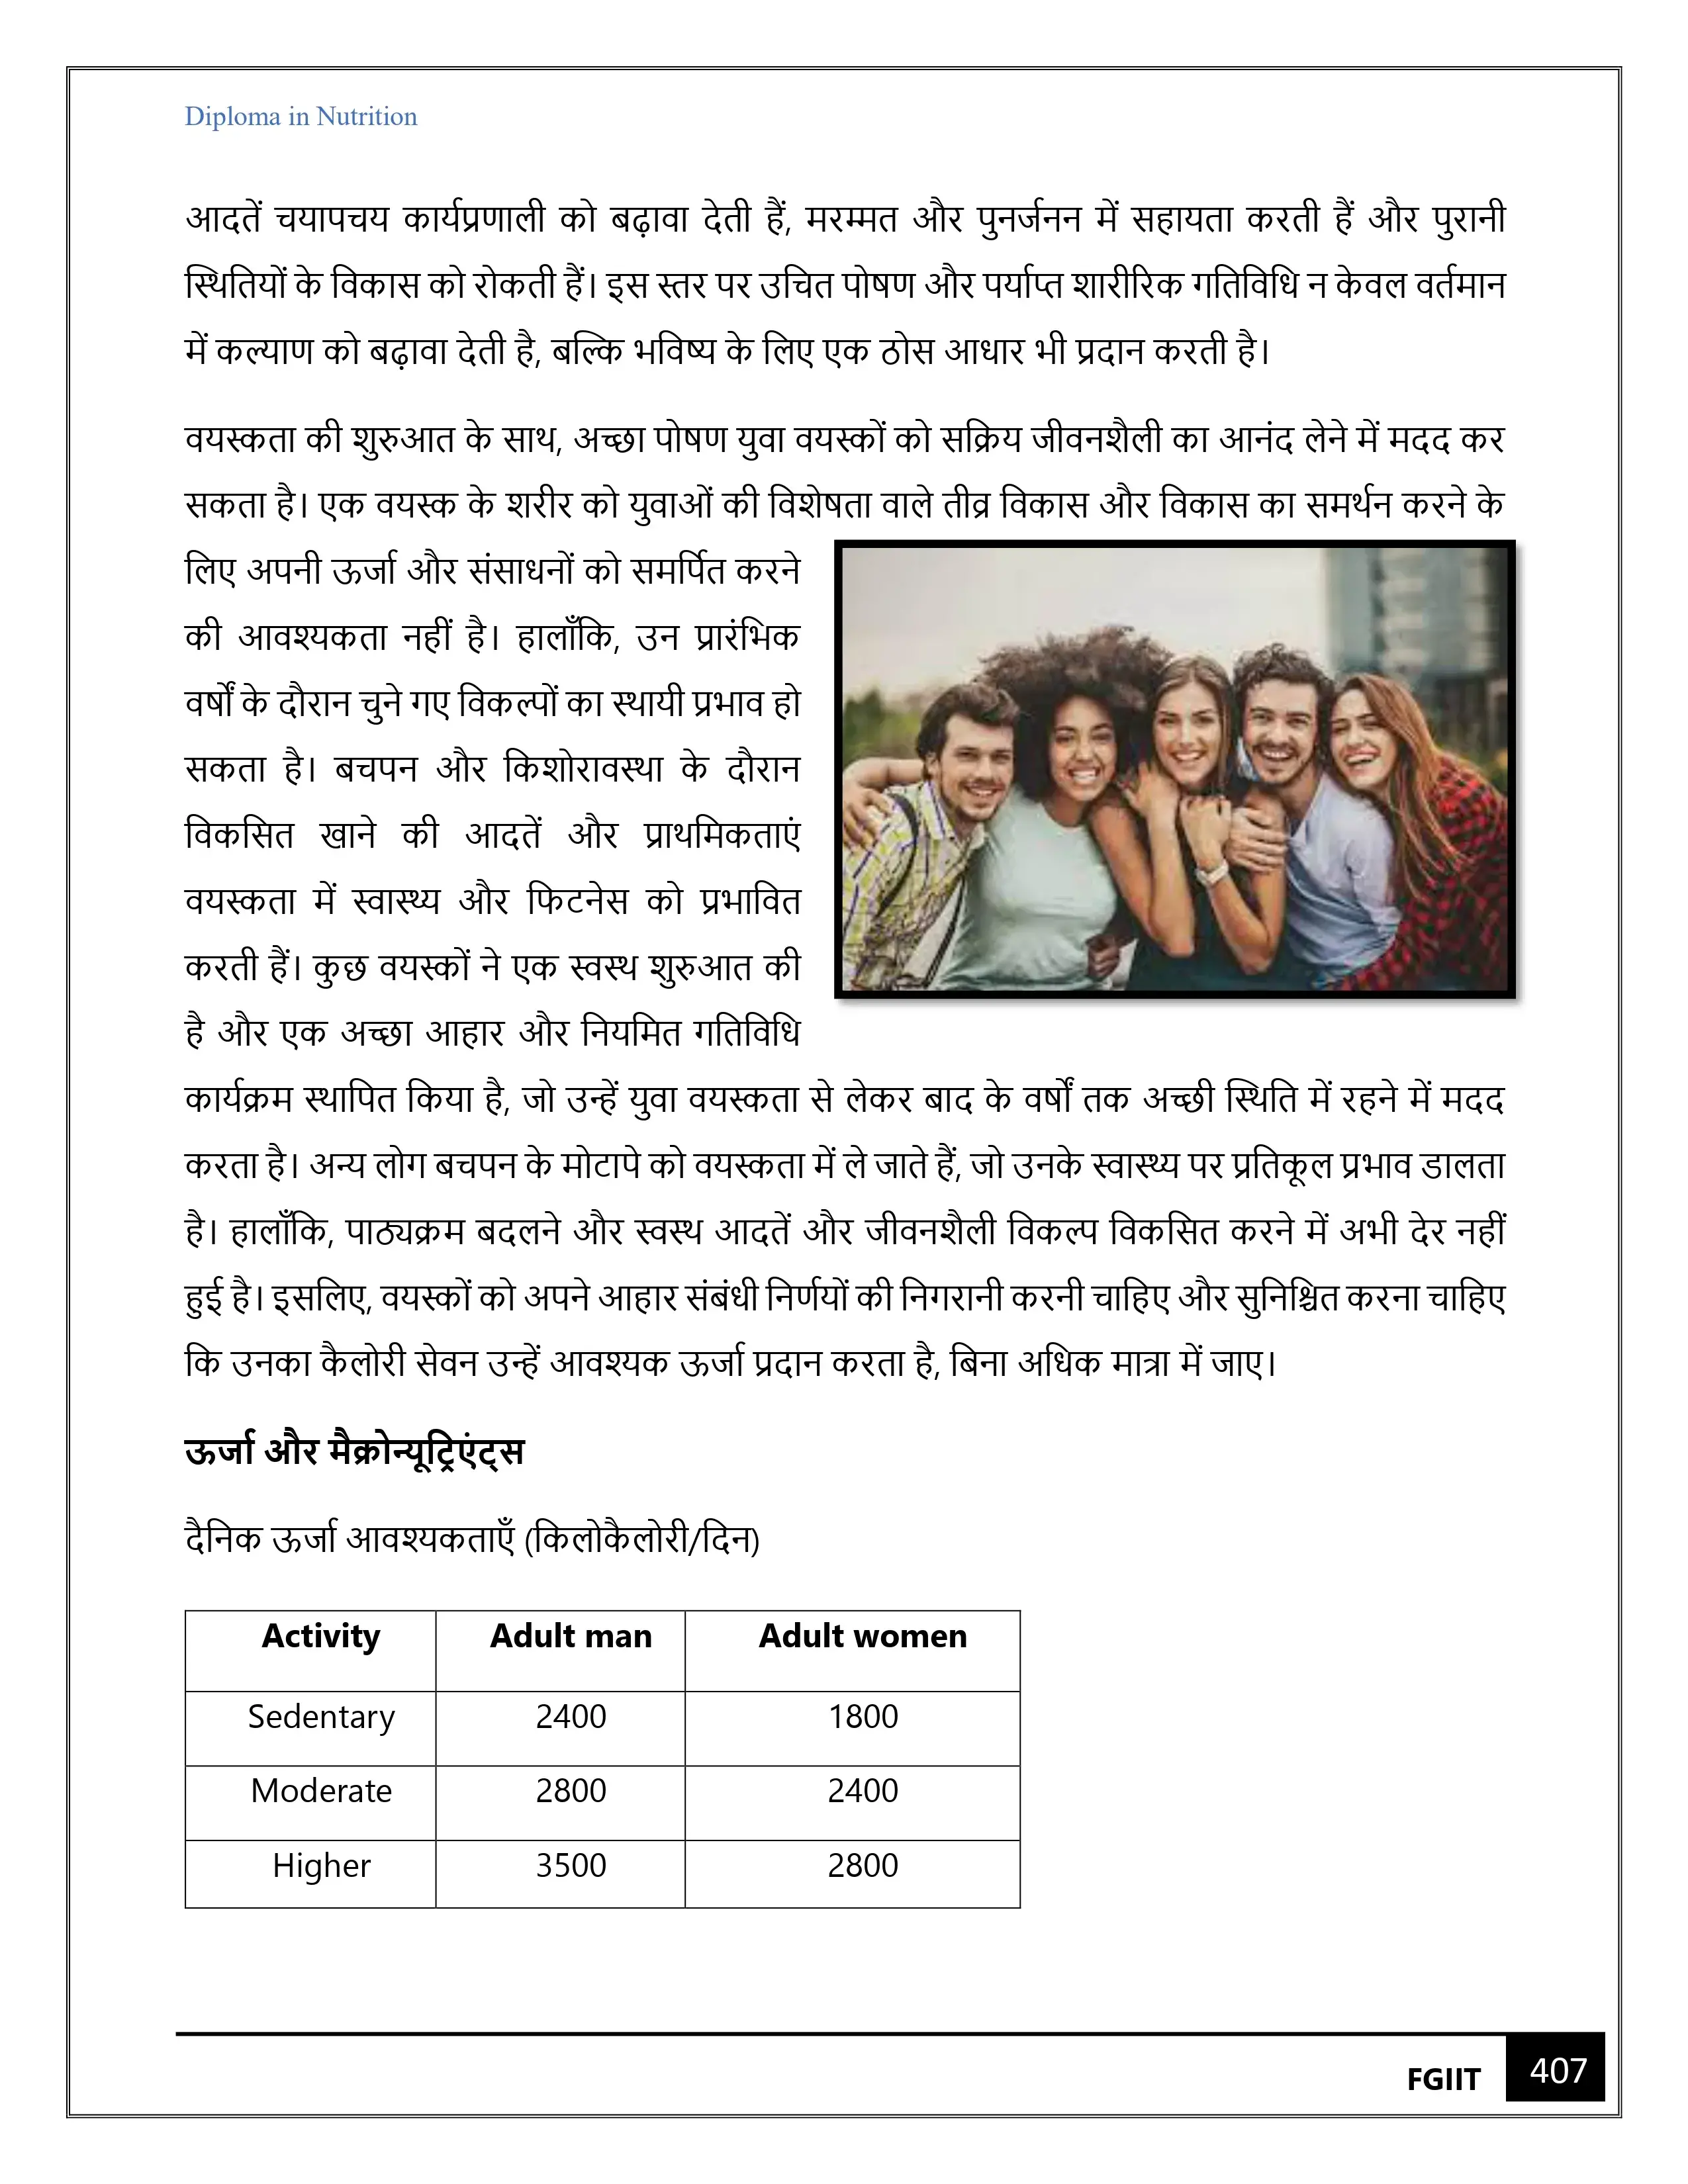 Diploma in Nutrition
आदतें चयापचय कार्यप्रणाली को बढ़ावा देती हैं, मरम्मत और पुनर्जनन में सहायता करती हैं और पुरानी
स्थितियों के विकास को रोकती हैं। इस स्तर पर उचित पोषण और पर्याप्त शारीरिक गतिविधि न केवल वर्तमान
में कल्याण को बढ़ावा देती है, बल्कि भविष्य के लिए एक ठोस आधार भी प्रदान करती है।
वयस्कता की शुरुआत के साथ, अच्छा पोषण युवा वयस्कों को सक्रिय जीवनशैली का आनंद लेने में मदद कर
सकता है। एक वयस्क के शरीर को युवाओं की विशेषता वाले तीव्र विकास और विकास का समर्थन करने के
लिए अपनी ऊर्जा और संसाधनों को समर्पित करने
की आवश्यकता नहीं है। हालाँकि, उन प्रारंभिक
वर्षों के दौरान चुने गए विकल्पों का स्थायी प्रभाव हो
सकता है। बचपन और किशोरावस्था के दौरान
विकसित खाने की आदतें और प्राथमिकताएं
वयस्कता में स्वास्थ्य और फिटनेस को प्रभावित
करती हैं। कुछ वयस्कों ने एक स्वस्थ शुरुआत की
है और एक अच्छा आहार और नियमित गतिविधि
कार्यक्रम स्थापित किया है, जो उन्हें युवा वयस्कता से लेकर बाद के वर्षों तक अच्छी स्थिति में रहने में मदद
करता है। अन्य लोग बचपन के मोटापे को वयस्कता में ले जाते हैं, जो उनके स्वास्थ्य पर प्रतिकूल प्रभाव डालता
है। हालाँकि, पाठ्यक्रम बदलने और स्वस्थ आदतें और जीवनशैली विकल्प विकसित करने में अभी देर नहीं
हुई है। इसलिए, वयस्कों को अपने आहार संबंधी निर्णयों की निगरानी करनी चाहिए और सुनिश्चित करना चाहिए
कि उनका कैलोरी सेवन उन्हें आवश्यक ऊर्जा प्रदान करता है, बिना अधिक मात्रा में जाए।
ऊर्जा और मैक्रोन्यूट्रिएंट्स
दैनिक ऊर्जा आवश्यकताएँ (किलोकैलोरी/दिन)
Activity Adult man Adult women
Sedentary 2400 1800
Moderate 2800 2400
Higher 3500 2800
FGIIT 407